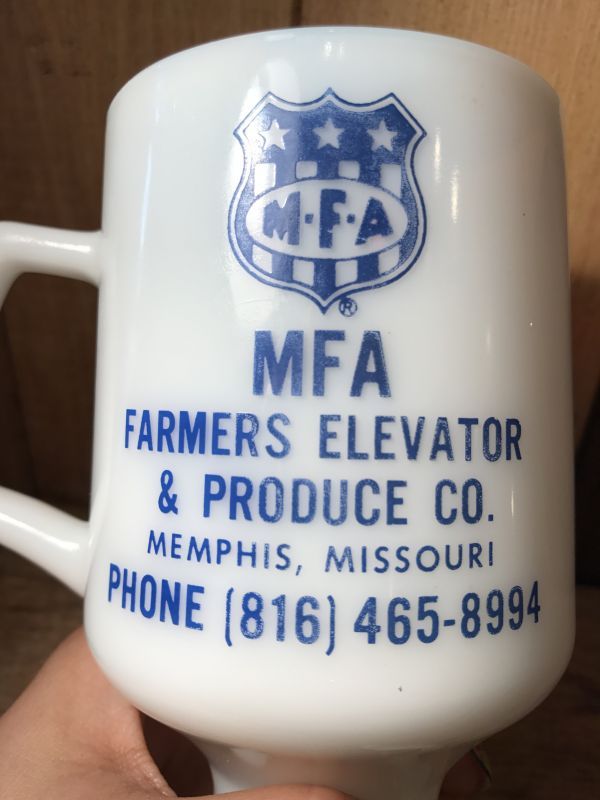 M·F·A
®
MFA
FARMERS ELEVATOR
& PRODUCE CO.
MEMPHIS, MISSOURI
PHONE (816) 465-8994